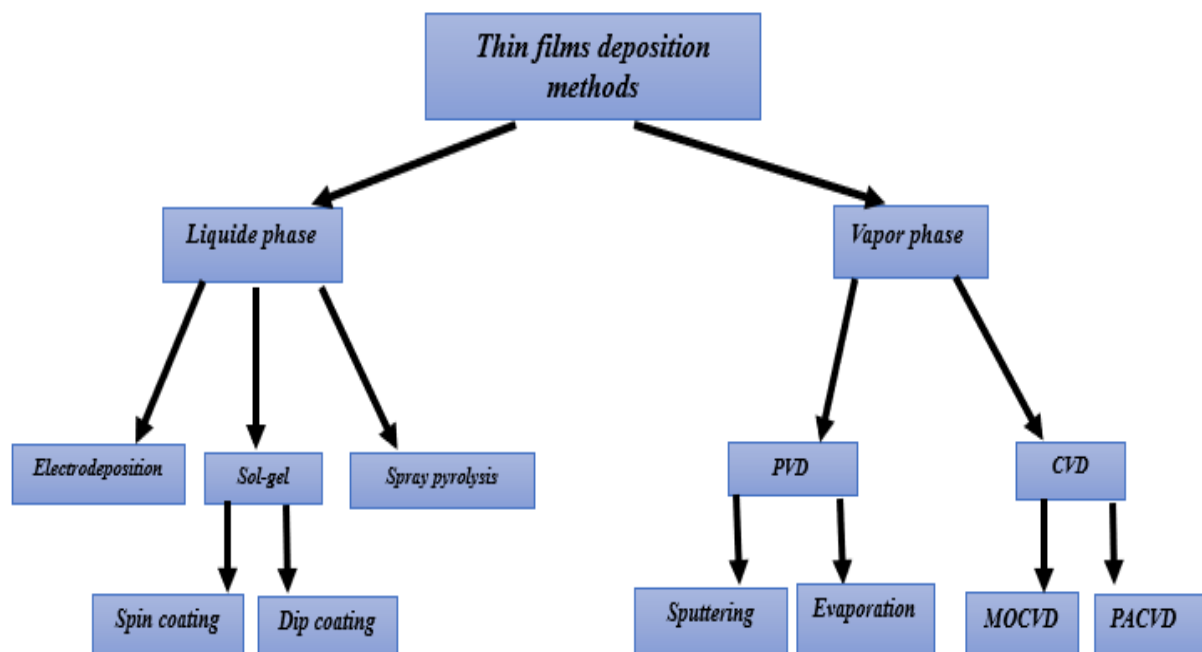 Thin films deposition
methods
Liquide phase
Vapor phase
Electrodeposition
Sol-gel
Spray pyrolysis
PVD
CVD
Spin coating
Dip coating
Sputtering
Evaporation
MOCVD
PACVD